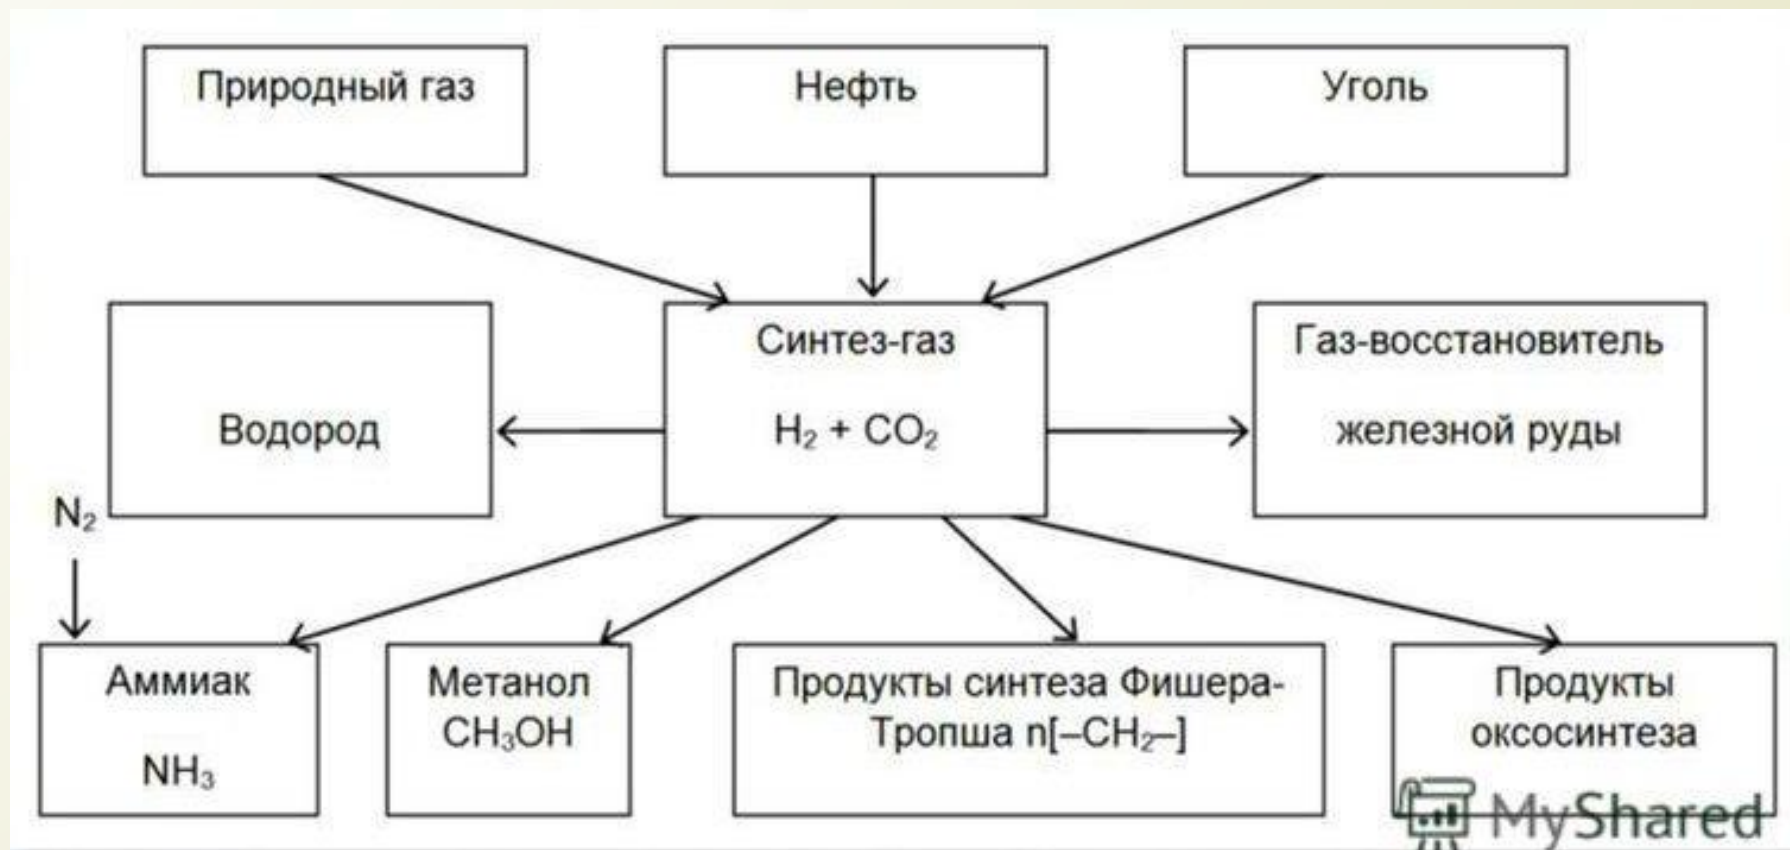 Природный газ
Нефть
Уголь
Синтез-газ
H₂ + CO₂
Водород
Газ-восстановитель
железной руды
N₂
Аммиак
NH₃
Метанол
CH₃OH
Продукты синтеза Фишера-
Тропша n[–CH₂–]
Продукты
оксосинтеза
MyShared